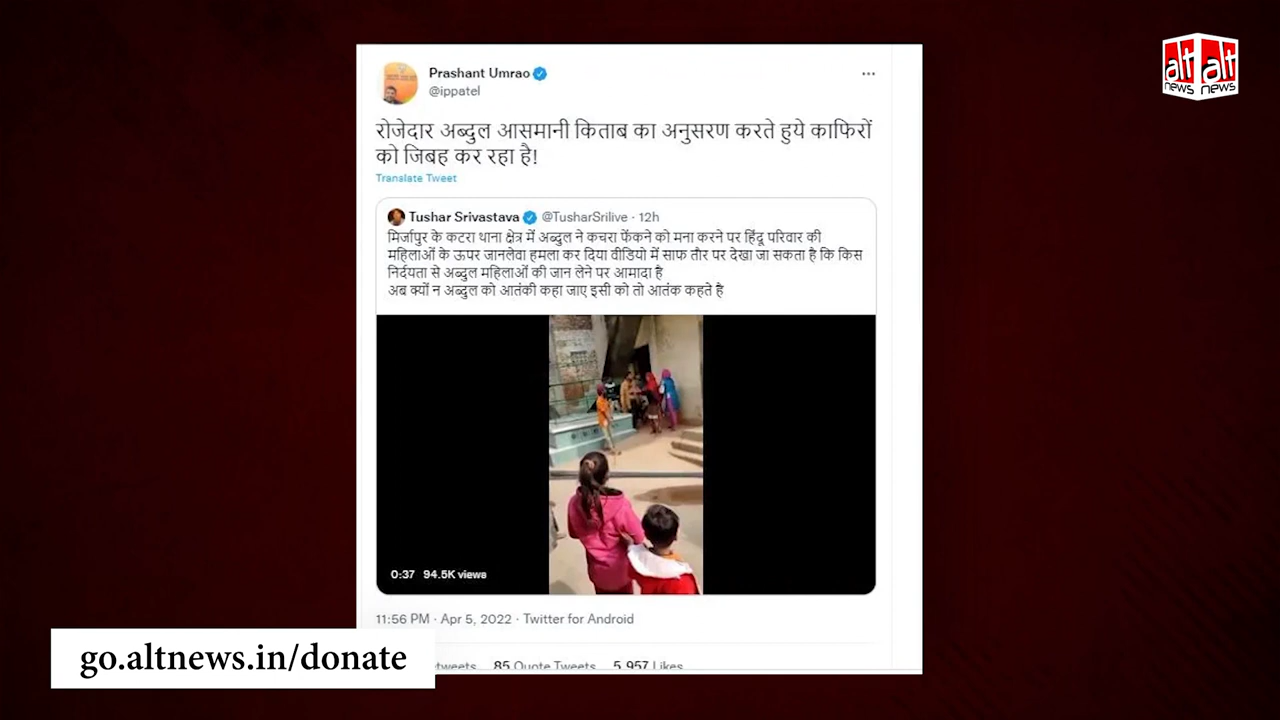 alt alt
news news
Prashant Umrao
@ippatel
रोजेदार अब्दुल आसमानी किताब का अनुसरण करते हुये काफिरों
को जिबह कर रहा है!
Translate Tweet
Tushar Srivastava @TusharSrilive · 12h
मिर्जापुर के कटरा थाना क्षेत्र में अब्दुल ने कचरा फेंकने को मना करने पर हिंदू परिवार की
महिलाओं के ऊपर जानलेवा हमला कर दिया वीडियो में साफ तौर पर देखा जा सकता है कि किस
निर्दयता से अब्दुल महिलाओं की जान लेने पर आमादा है
अब क्यों न अब्दुल को आतंकी कहा जाए इसी को तो आतंक कहते है
0:37 94.5K views
11:56 PM · Apr 5, 2022 · Twitter for Android
85 Quote Tweets 5,957 Likes
go.altnews.in/donate